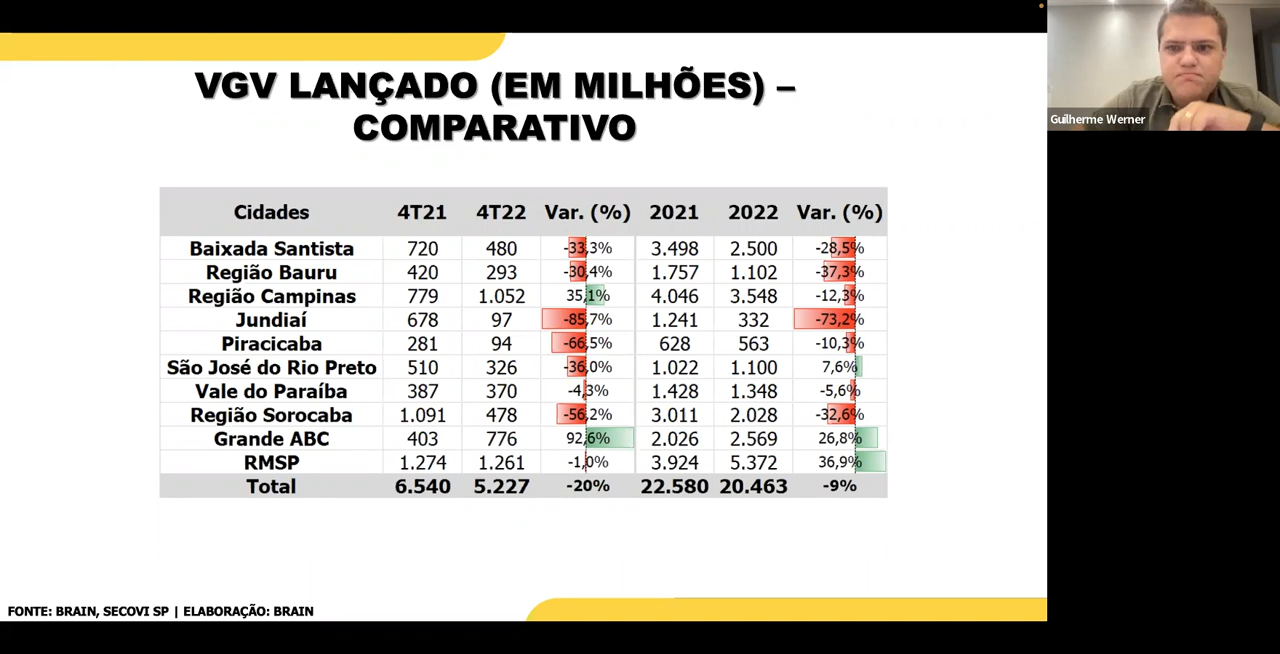 VGV LANÇADO (EM MILHÕES) –
COMPARATIVO
Guilherme Werner
Cidades 4T21 4T22 Var. (%) 2021 2022 Var. (%)
Baixada Santista 720 480 -33,3% 3.498 2.500 -28,5%
Região Bauru 420 293 -30,4% 1.757 1.102 -37,3%
Região Campinas 779 1.052 35,1% 4.046 3.548 -12,3%
Jundiaí 678 97 -85,7% 1.241 332 -73,2%
Piracicaba 281 94 -66,5% 628 563 -10,3%
São José do Rio Preto 510 326 -36,0% 1.022 1.100 7,6%
Vale do Paraíba 387 370 -4,3% 1.428 1.348 -5,6%
Região Sorocaba 1.091 478 -56,2% 3.011 2.028 -32,6%
Grande ABC 403 776 92,6% 2.026 2.569 26,8%
RMSP 1.274 1.261 -1,0% 3.924 5.372 36,9%
Total 6.540 5.227 -20% 22.580 20.463 -9%
FONTE: BRAIN, SECOVI SP | ELABORAÇÃO: BRAIN